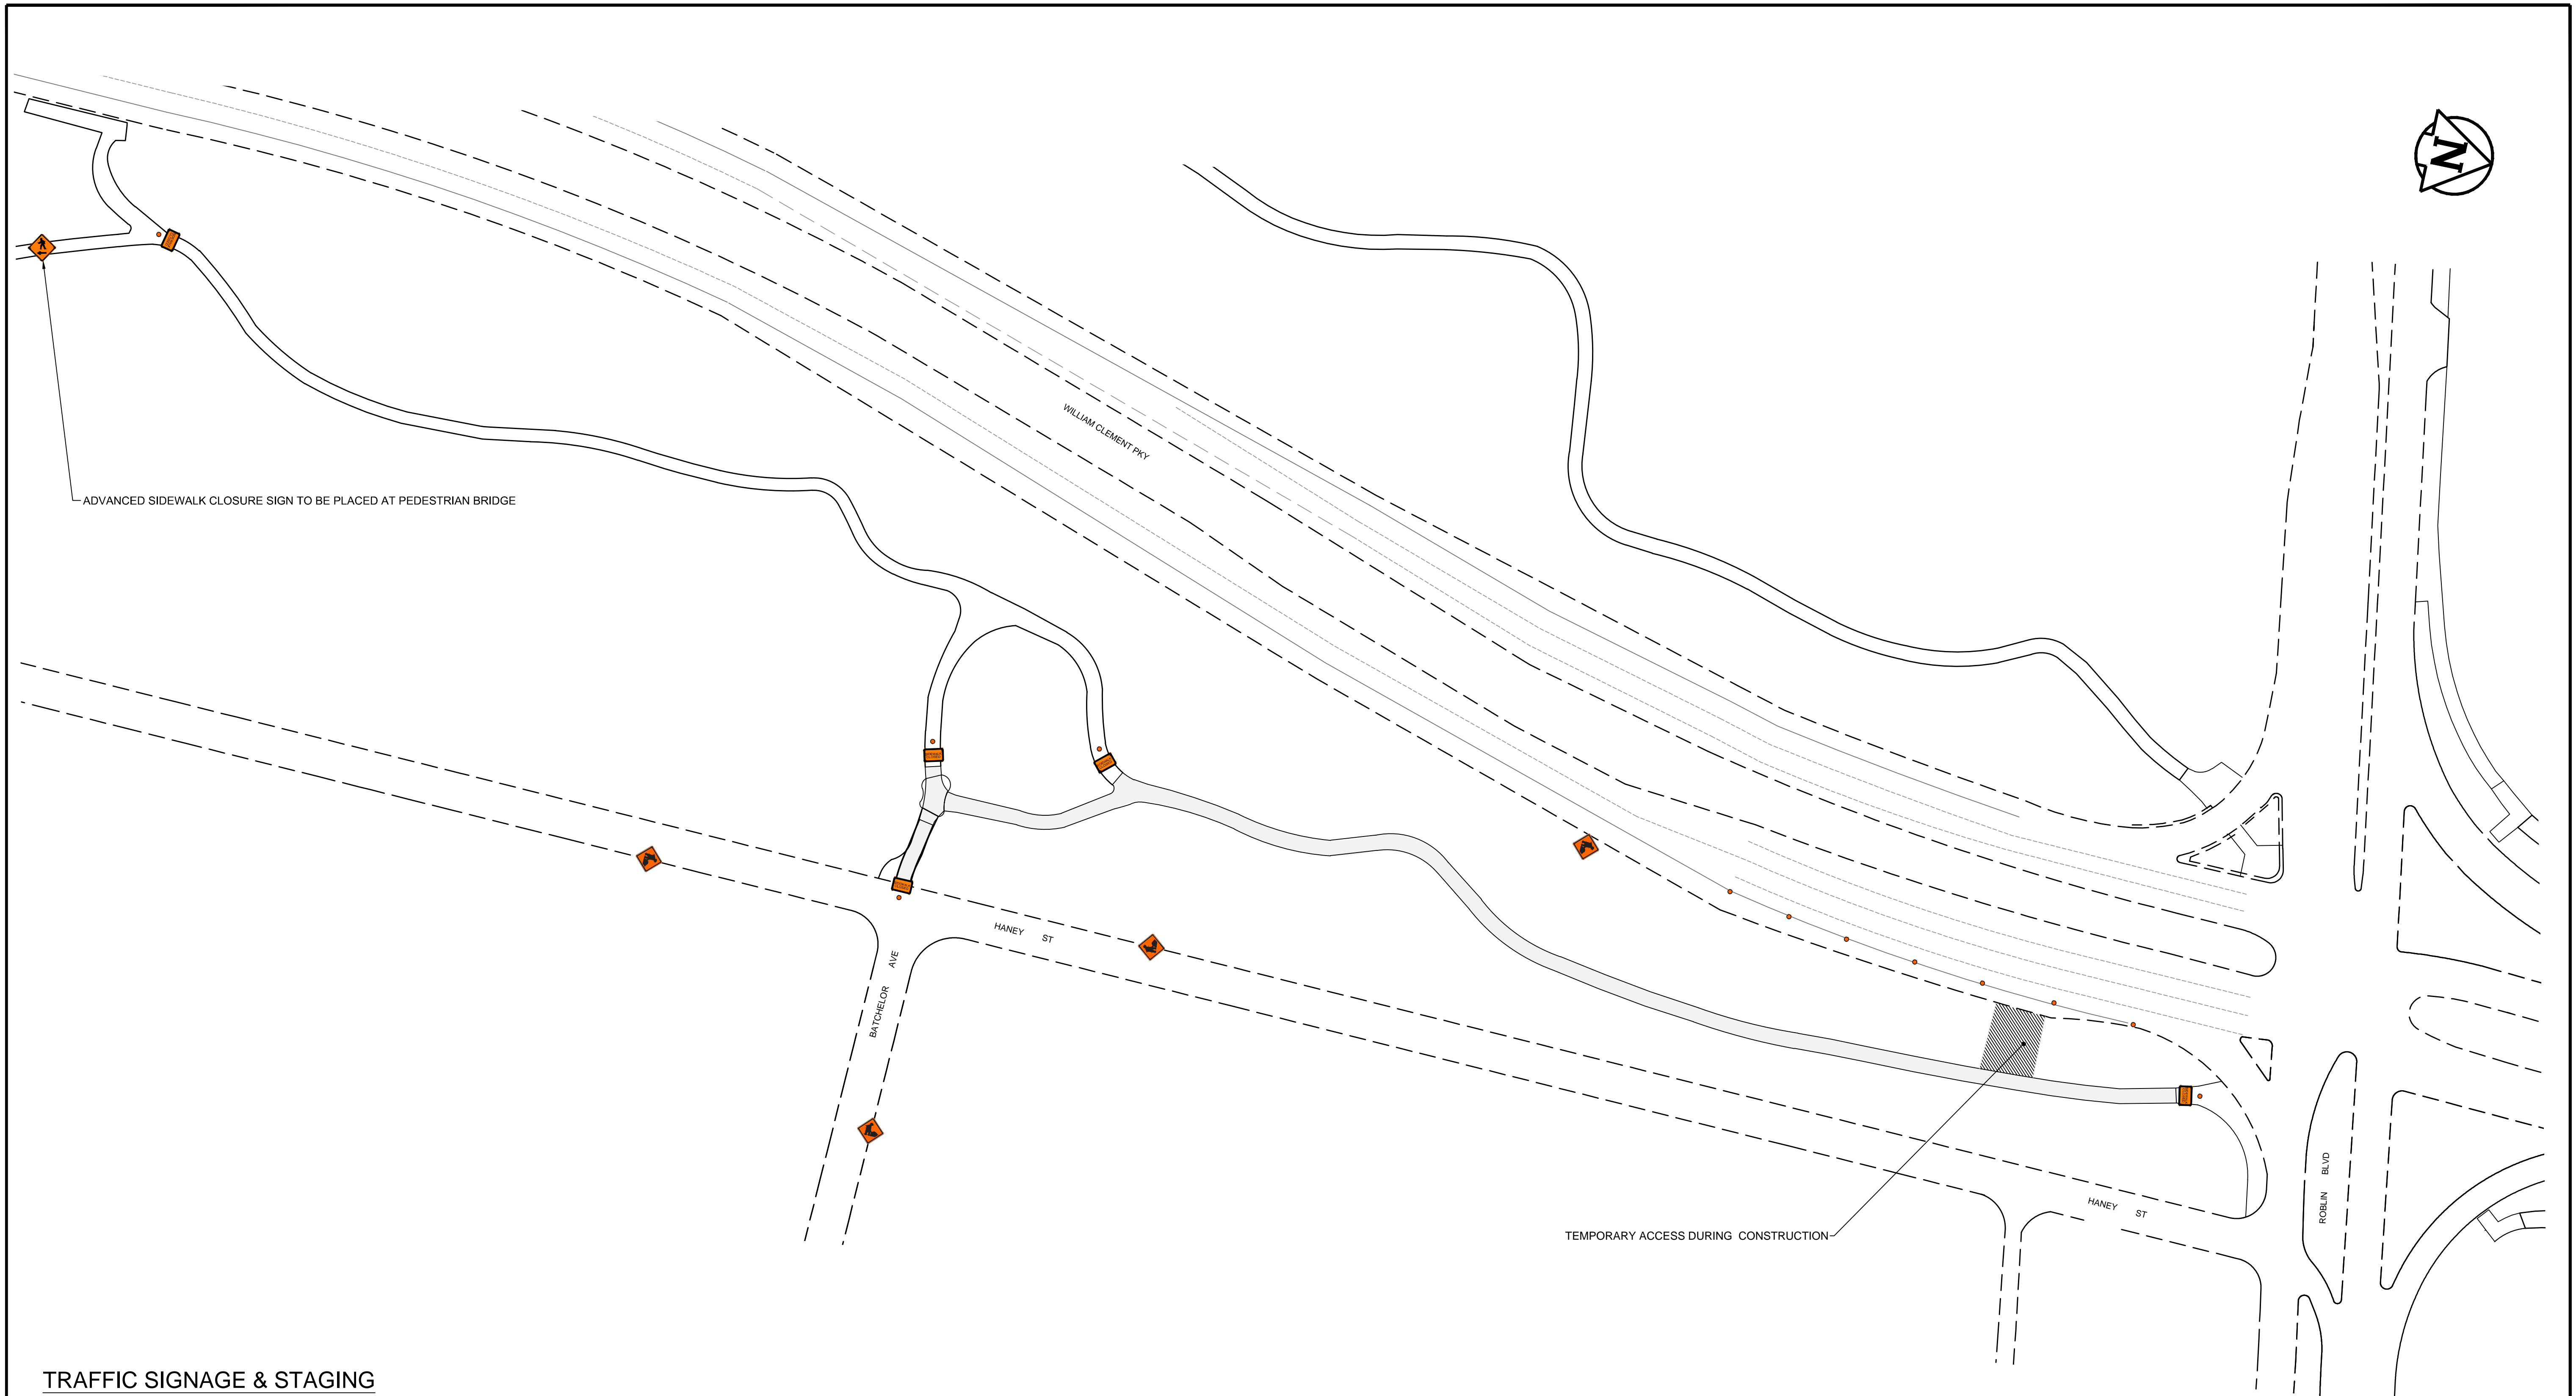 N
WILLIAM CLEMENT PKY
ADVANCED SIDEWALK CLOSURE SIGN TO BE PLACED AT PEDESTRIAN BRIDGE
HANEY ST
BATCHELOR AVE
TEMPORARY ACCESS DURING CONSTRUCTION
HANEY ST
ROBLIN BLVD
TRAFFIC SIGNAGE & STAGING